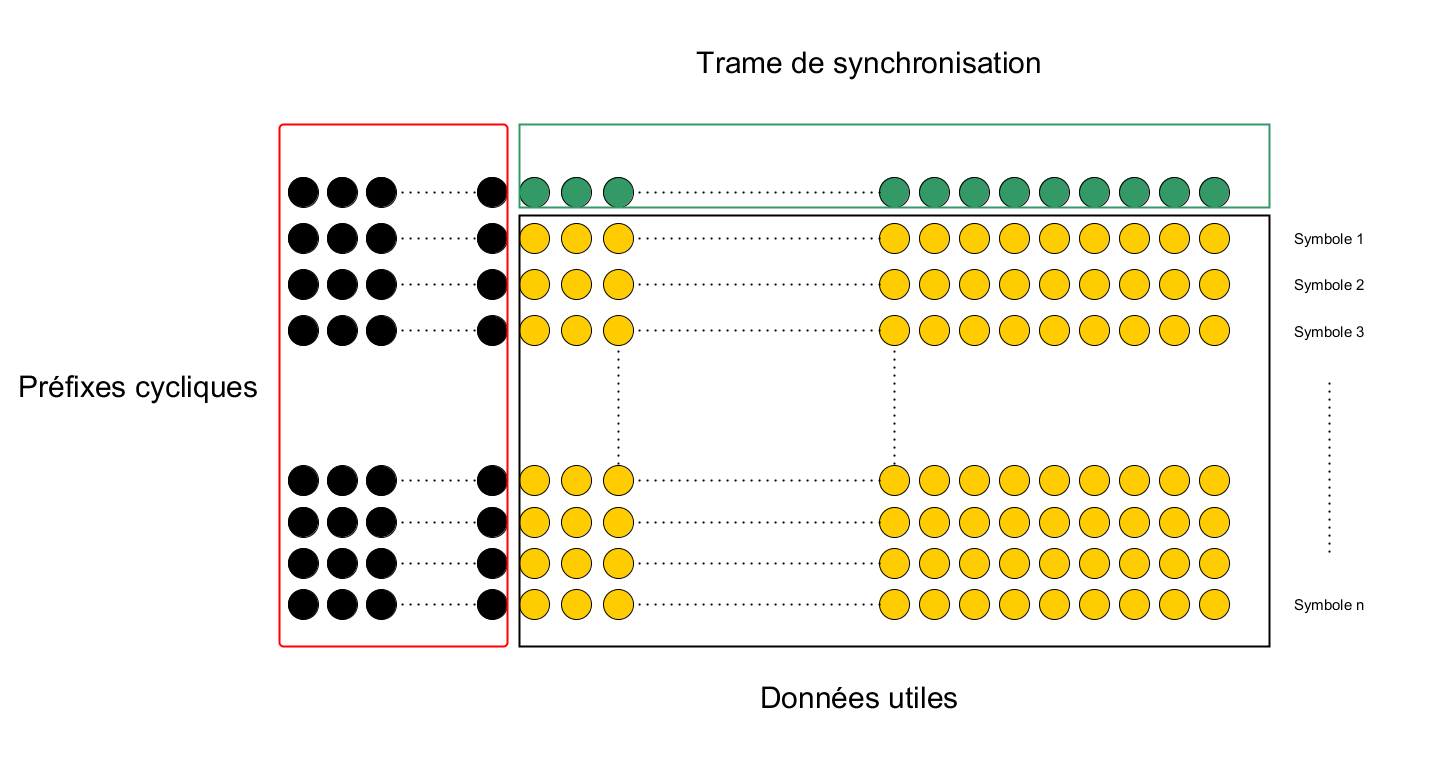 Trame de synchronisation
Symbole 1
Symbole 2
Symbole 3
Préfixes cycliques
Symbole n
Données utiles